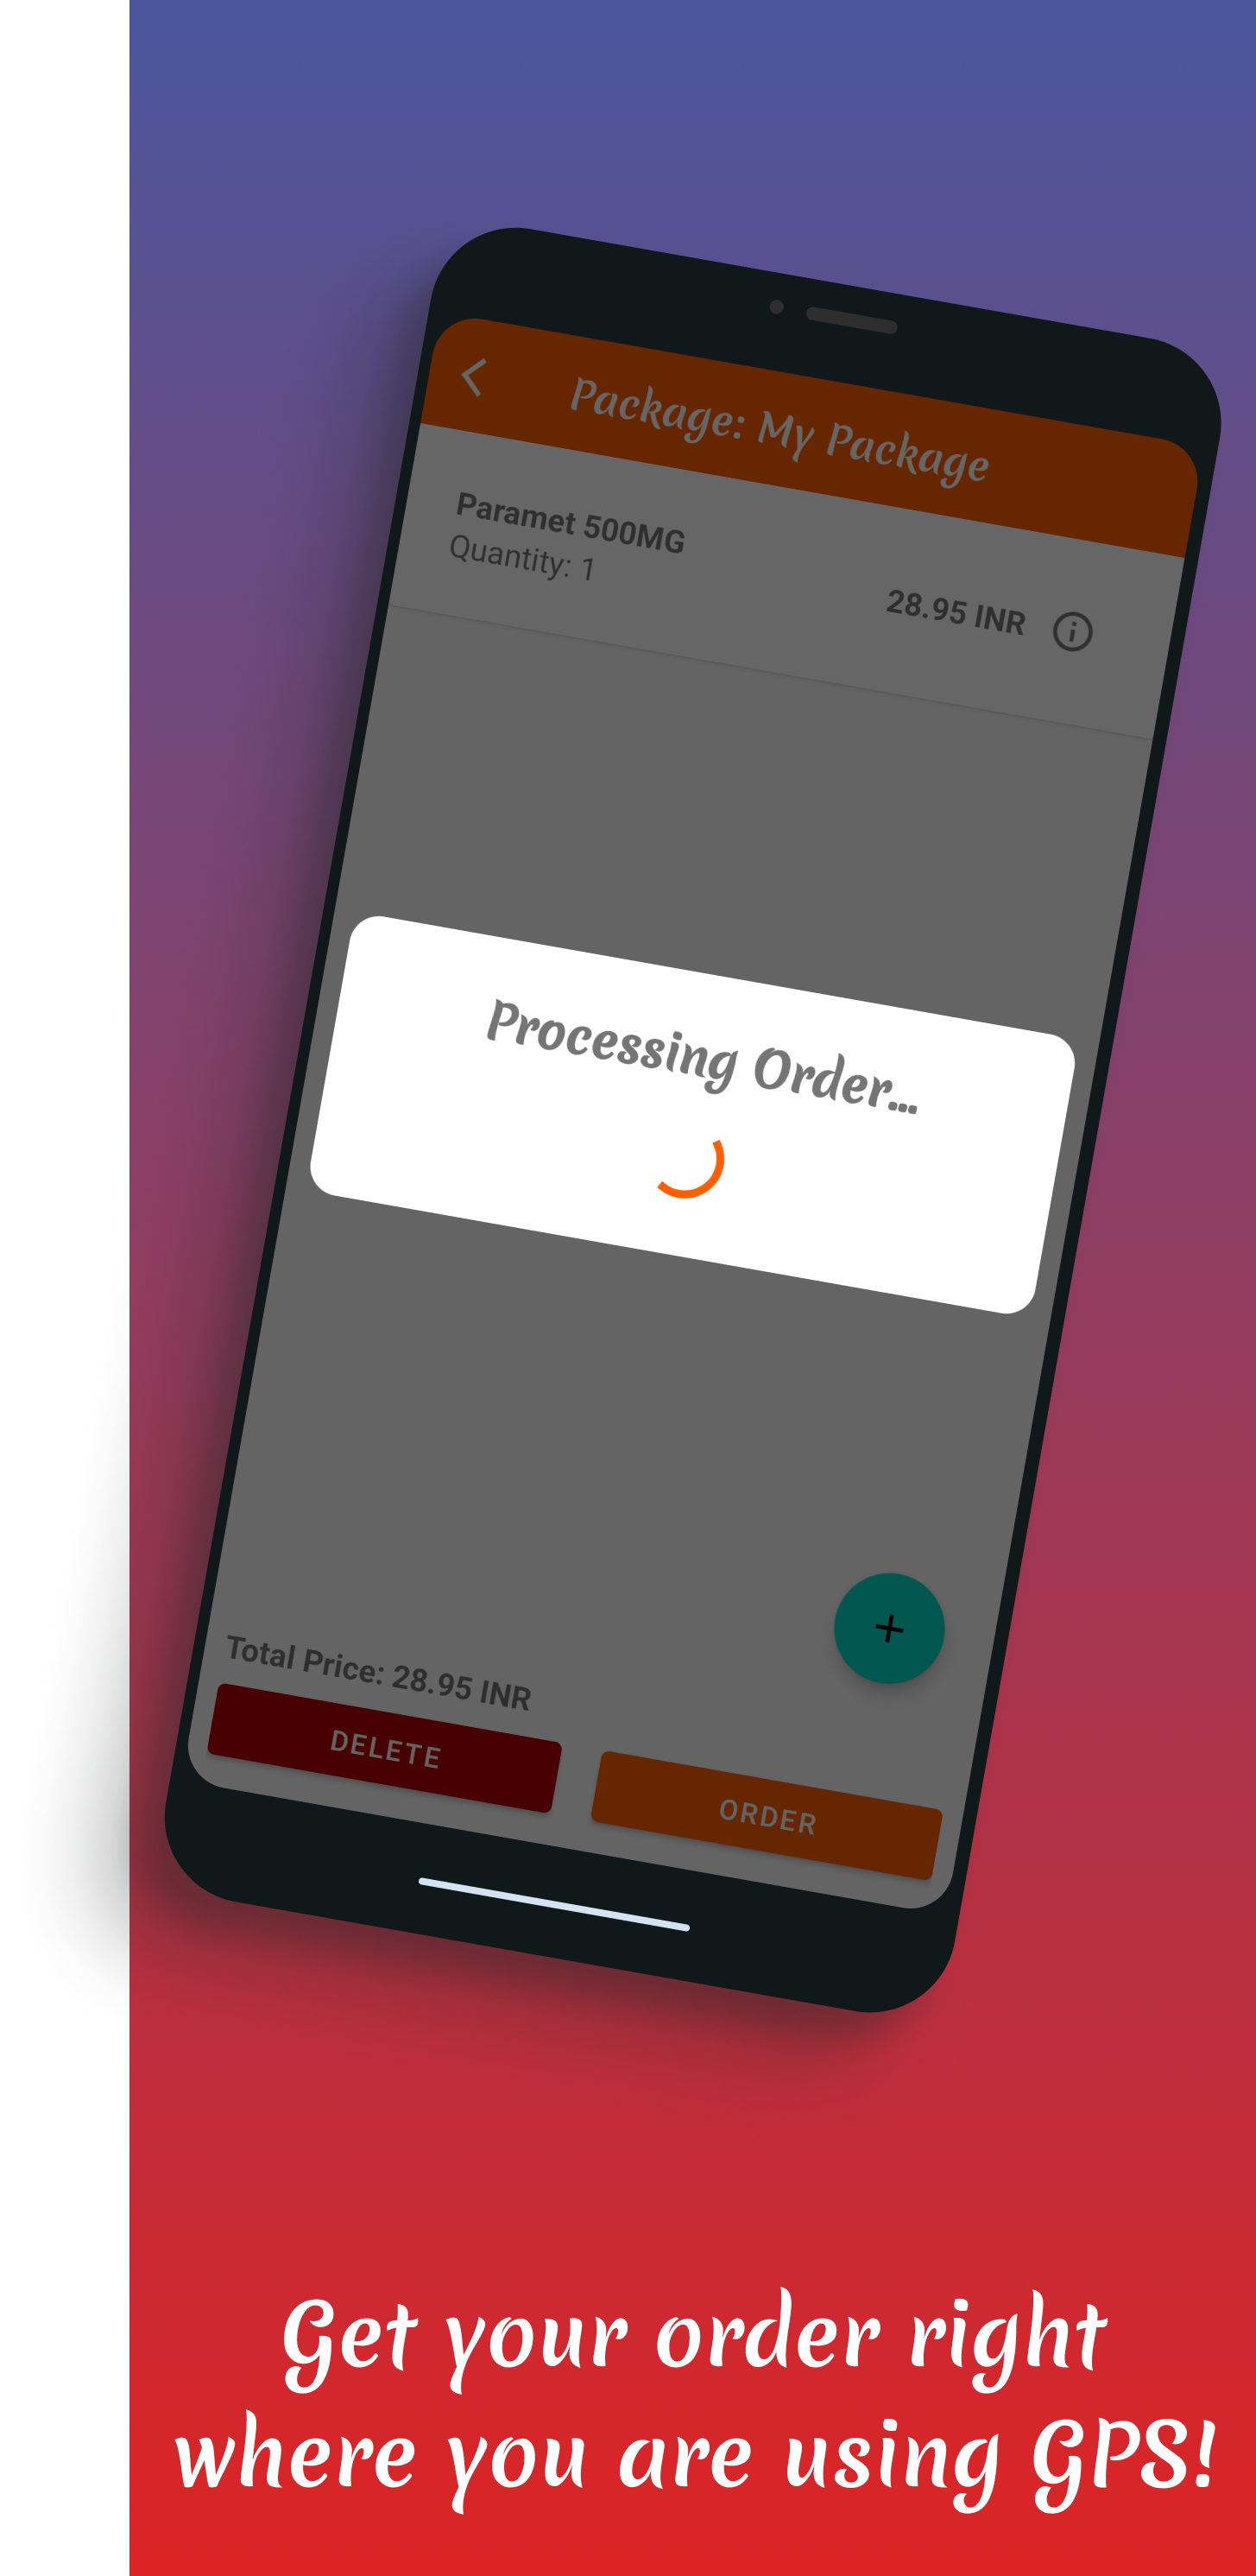 Package: My Package
Paramet 500MG
Quantity: 1
28.95 INR
Processing Order...
Total Price: 28.95 INR
DELETE
ORDER
Get your order right
where you are using GPS!